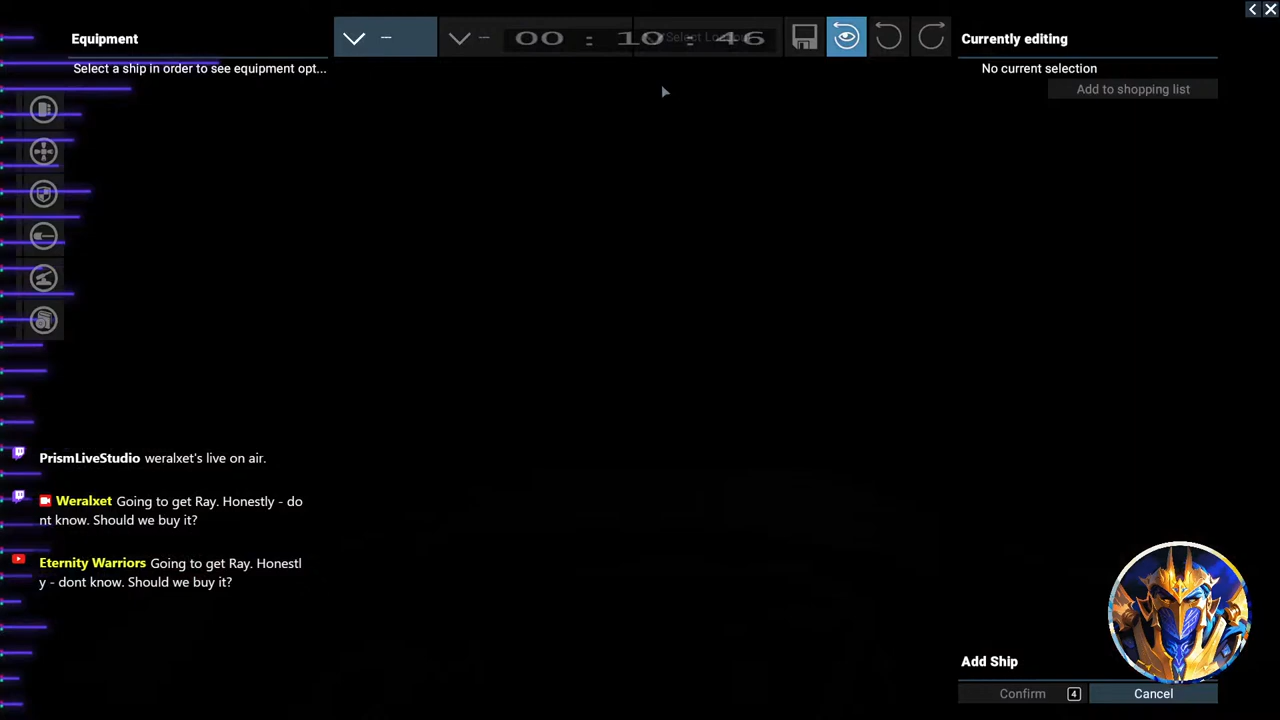 Equipment
Select a ship in order to see equipment opt...
--
--
00 : 10 : 46
Currently editing
No current selection
Add to shopping list
PrismLiveStudio weralxet's live on air.
Weralxet Going to get Ray. Honestly - do
nt know. Should we buy it?
Eternity Warriors Going to get Ray. Honestl
y - dont know. Should we buy it?
Add Ship
Confirm 4
Cancel